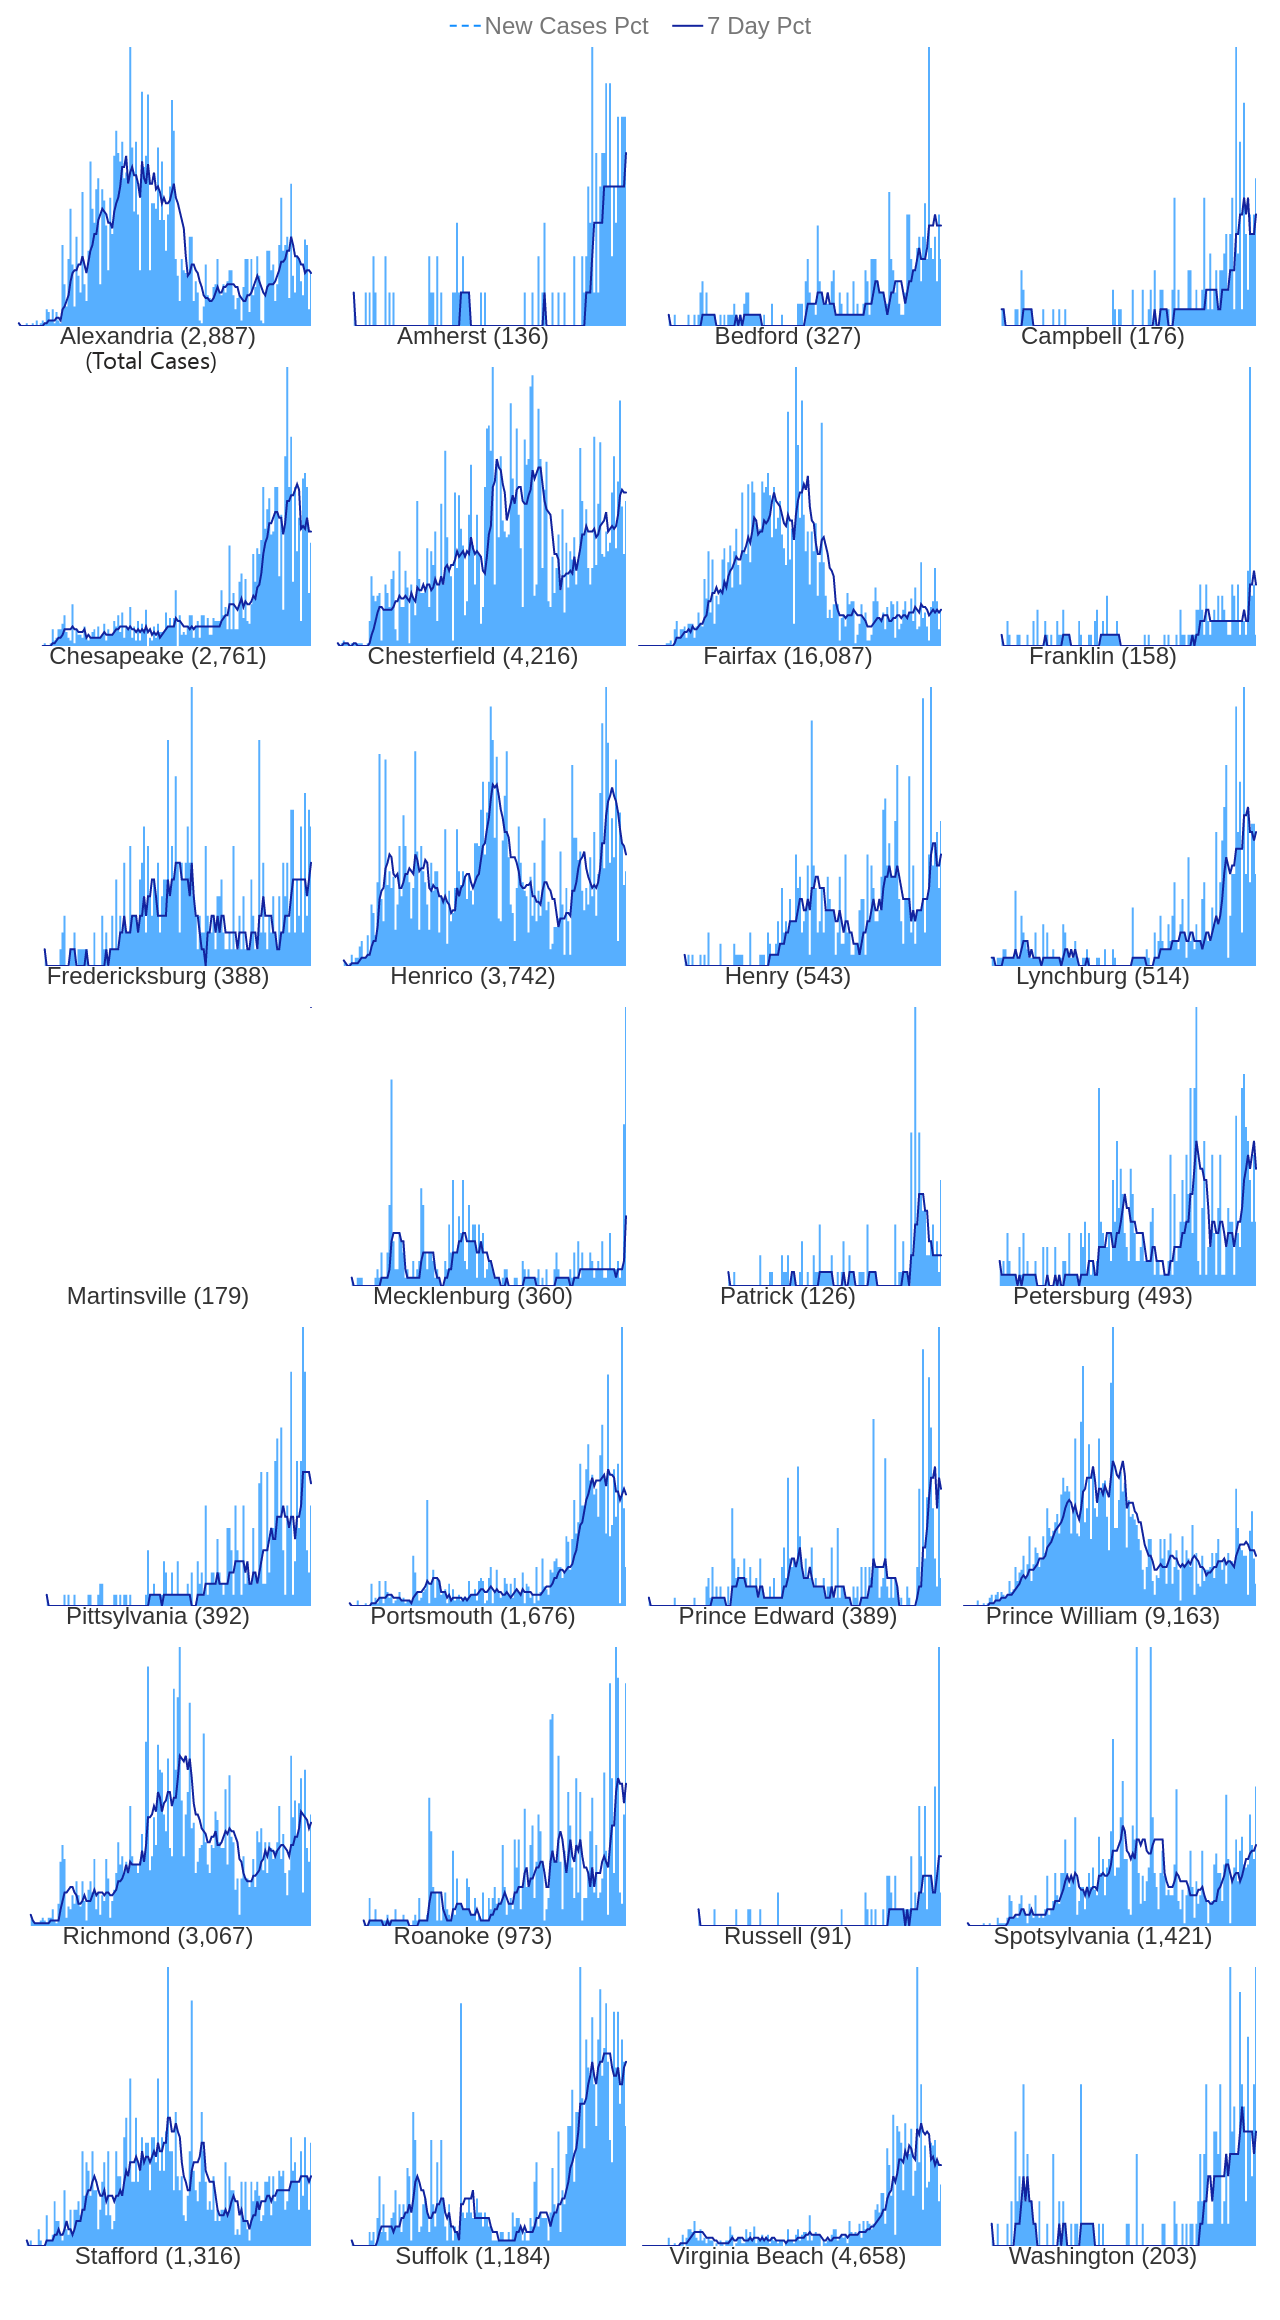 New Cases Pct 7 Day Pct
Alexandria (2,887) Amherst (136) Bedford (327) Campbell (176)
(Total Cases)
Chesapeake (2,761) Chesterfield (4,216) Fairfax (16,087) Franklin (158)
Fredericksburg (388) Henrico (3,742) Henry (543) Lynchburg (514)
Martinsville (179) Mecklenburg (360) Patrick (126) Petersburg (493)
Pittsylvania (392) Portsmouth (1,676) Prince Edward (389) Prince William (9,163)
Richmond (3,067) Roanoke (973) Russell (91) Spotsylvania (1,421)
Stafford (1,316) Suffolk (1,184) Virginia Beach (4,658) Washington (203)